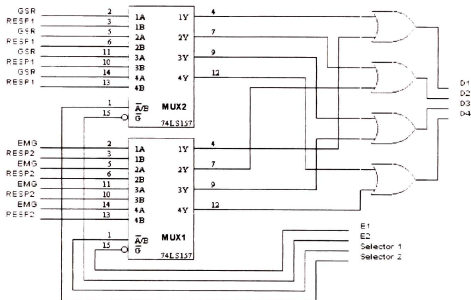 GSR 2 1A 1Y 4
RESP1 3 1B
GSR 5 2A 2Y 7
RESP1 6 2B
GSR 11 3A 3Y 9
RESP1 10 3B
GSR 14 4A 4Y 12
RESP1 13 4B
MUX2
1 A/B
15 G
74LS157
D1
D2
D3
D4
EMG 2 1A 1Y 4
RESP2 3 1B
EMG 5 2A 2Y 7
RESP2 6 2B
EMG 11 3A 3Y 9
RESP2 10 3B
EMG 14 4A 4Y 12
RESP2 13 4B
MUX1
1 A/B
15 G
74LS157
E1
E2
Selector 1
Selector 2